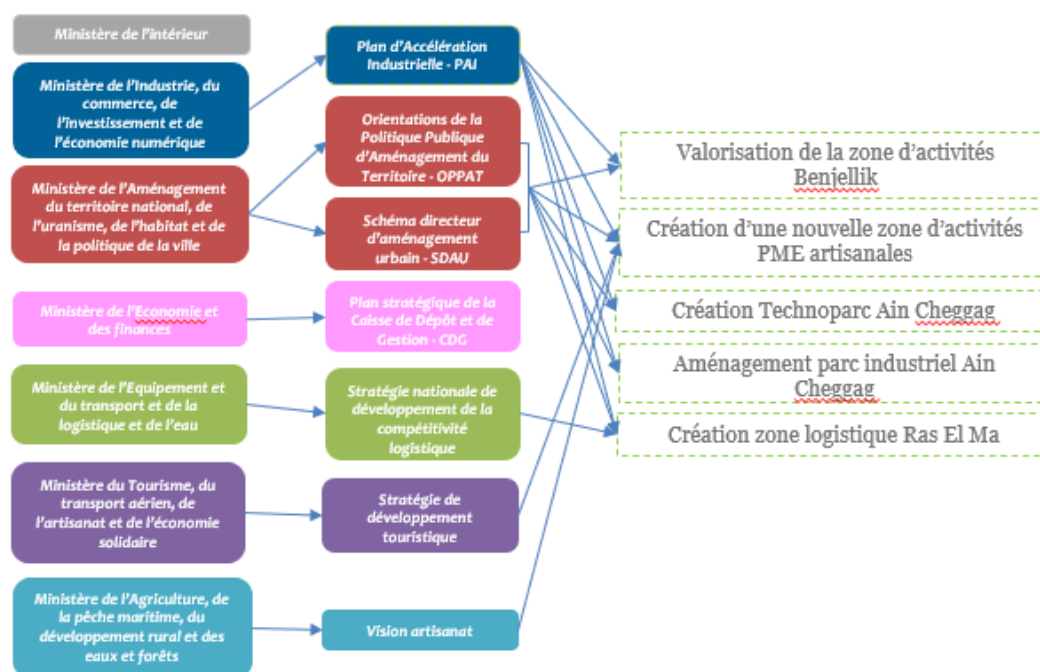 Ministère de l'intérieur
Ministère de l'Industrie, du
commerce, de
l'investissement et de
l'économie numérique
Ministère de l'Aménagement
du territoire national, de
l'uranisme, de l'habitat et de
la politique de la ville
Ministère de l'Economie et
des finances
Ministère de l'Equipement et
du transport et de la
logistique et de l'eau
Ministère du Tourisme, du
transport aérien, de
l'artisanat et de l'économie
solidaire
Ministère de l'Agriculture, de
la pêche maritime, du
développement rural et des
eaux et forêts
Plan d'Accélération
Industrielle - PAI
Orientations de la
Politique Publique
d'Aménagement du
Territoire - OPPAT
Schéma directeur
d'aménagement
urbain - SDAU
Plan stratégique de la
Caisse de Dépôt et de
Gestion - CDG
Stratégie nationale de
développement de la
compétitivité
logistique
Stratégie de
développement
touristique
Vision artisanat
Valorisation de la zone d'activités
Benjellik
Création d'une nouvelle zone d'activités
PME artisanales
Création Technoparc Ain Cheggag
Aménagement parc industriel Ain
Cheggag
Création zone logistique Ras El Ma